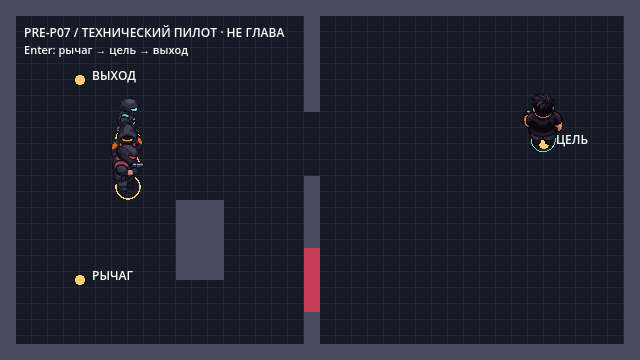 PRE-P07 / ТЕХНИЧЕСКИЙ ПИЛОТ · НЕ ГЛАВА
Enter: рычаг → цель → выход
ВЫХОД
ЦЕЛЬ
РЫЧАГ